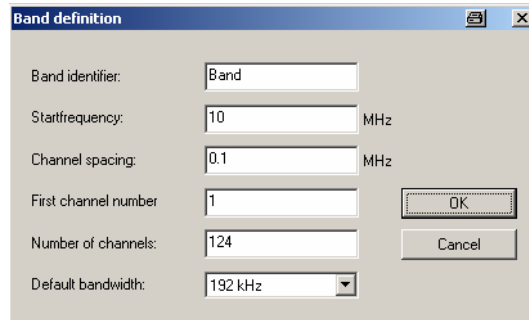 Band definition
Band identifier: Band
Startfrequency: 10 MHz
Channel spacing: 0.1 MHz
First channel number 1 OK
Number of channels: 124 Cancel
Default bandwidth: 192 kHz